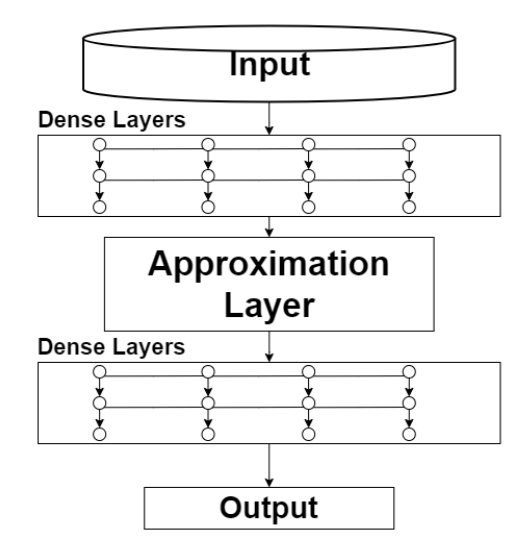 Input
Dense Layers
Approximation
Layer
Dense Layers
Output